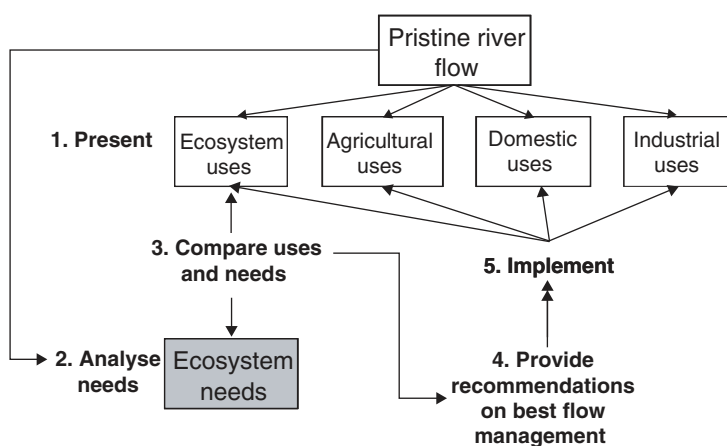 Pristine river
flow
1. Present
Ecosystem
uses
Agricultural
uses
Domestic
uses
Industrial
uses
3. Compare uses
and needs
5. Implement
2. Analyse
needs
Ecosystem
needs
4. Provide
recommendations
on best flow
management